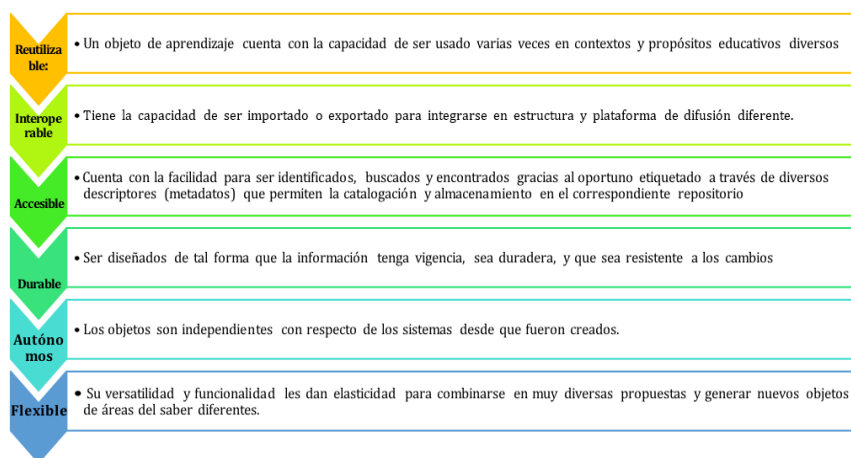 Reutiliza
ble:
• Un objeto de aprendizaje cuenta con la capacidad de ser usado varias veces en contextos y propósitos educativos diversos
Interope
rable
• Tiene la capacidad de ser importado o exportado para integrarse en estructura y plataforma de difusión diferente.
Accesible
• Cuenta con la facilidad para ser identificados, buscados y encontrados gracias al oportuno etiquetado a través de diversos
descriptores (metadatos) que permiten la catalogación y almacenamiento en el correspondiente repositorio
Durable
• Ser diseñados de tal forma que la información tenga vigencia, sea duradera, y que sea resistente a los cambios
Autóno
mos
• Los objetos son independientes con respecto de los sistemas desde que fueron creados.
Flexible
• Su versatilidad y funcionalidad les dan elasticidad para combinarse en muy diversas propuestas y generar nuevos objetos
de áreas del saber diferentes.